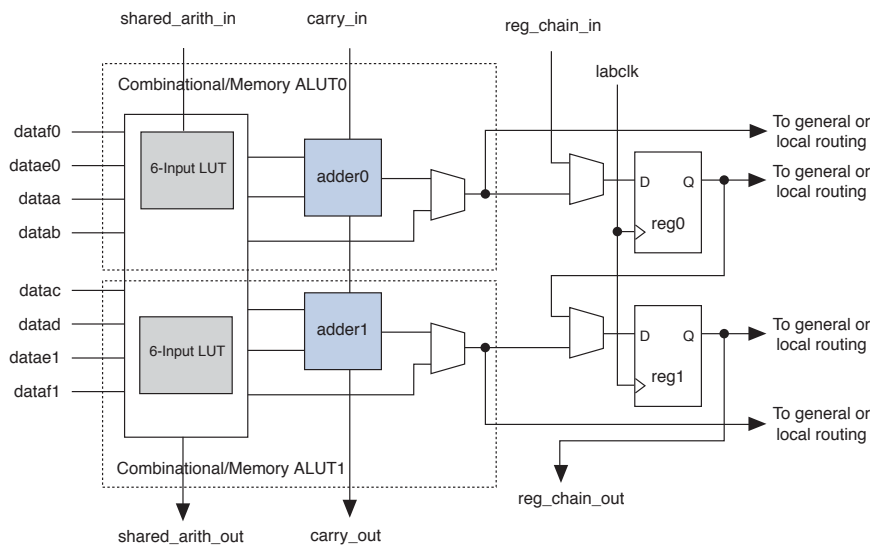 shared_arith_in
carry_in
reg_chain_in
labclk
Combinational/Memory ALUT0
dataf0
datae0
dataa
datab
6-Input LUT
adder0
D
Q
reg0
To general or
local routing
To general or
local routing
datac
datad
datae1
dataf1
6-Input LUT
adder1
D
Q
reg1
To general or
local routing
To general or
local routing
Combinational/Memory ALUT1
shared_arith_out
carry_out
reg_chain_out